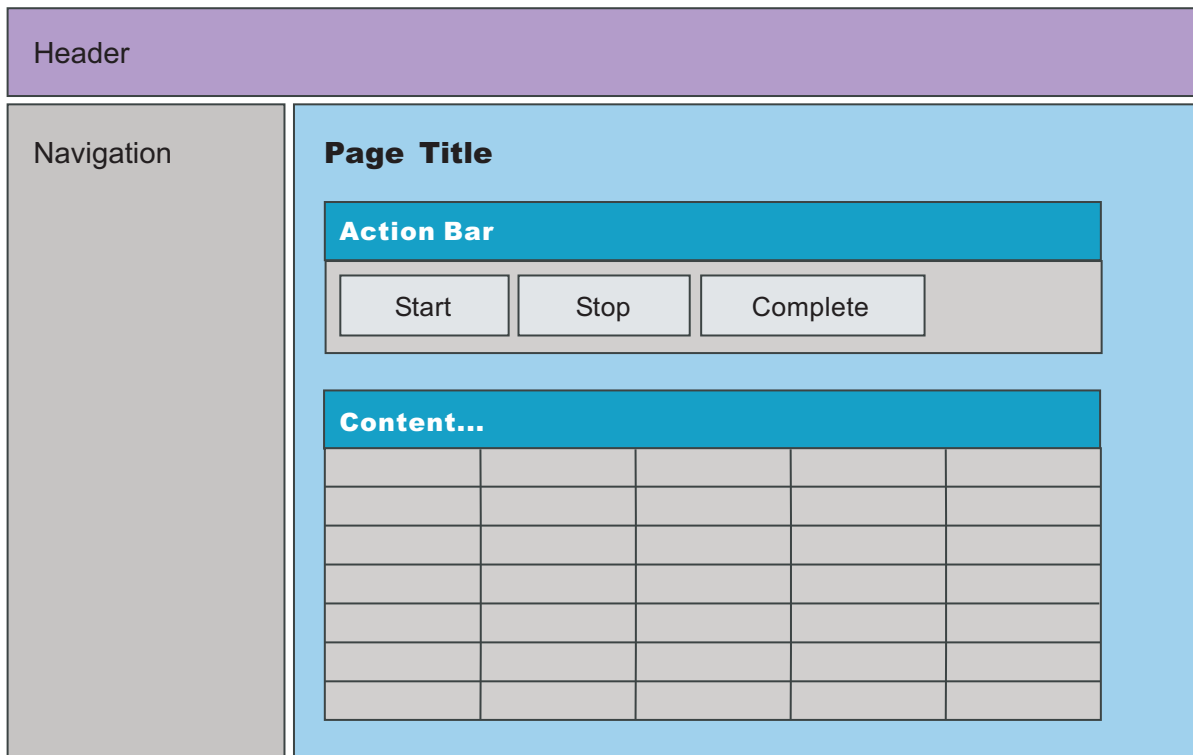 Header
Navigation
Page Title
Action Bar
Start
Stop
Complete
Content...